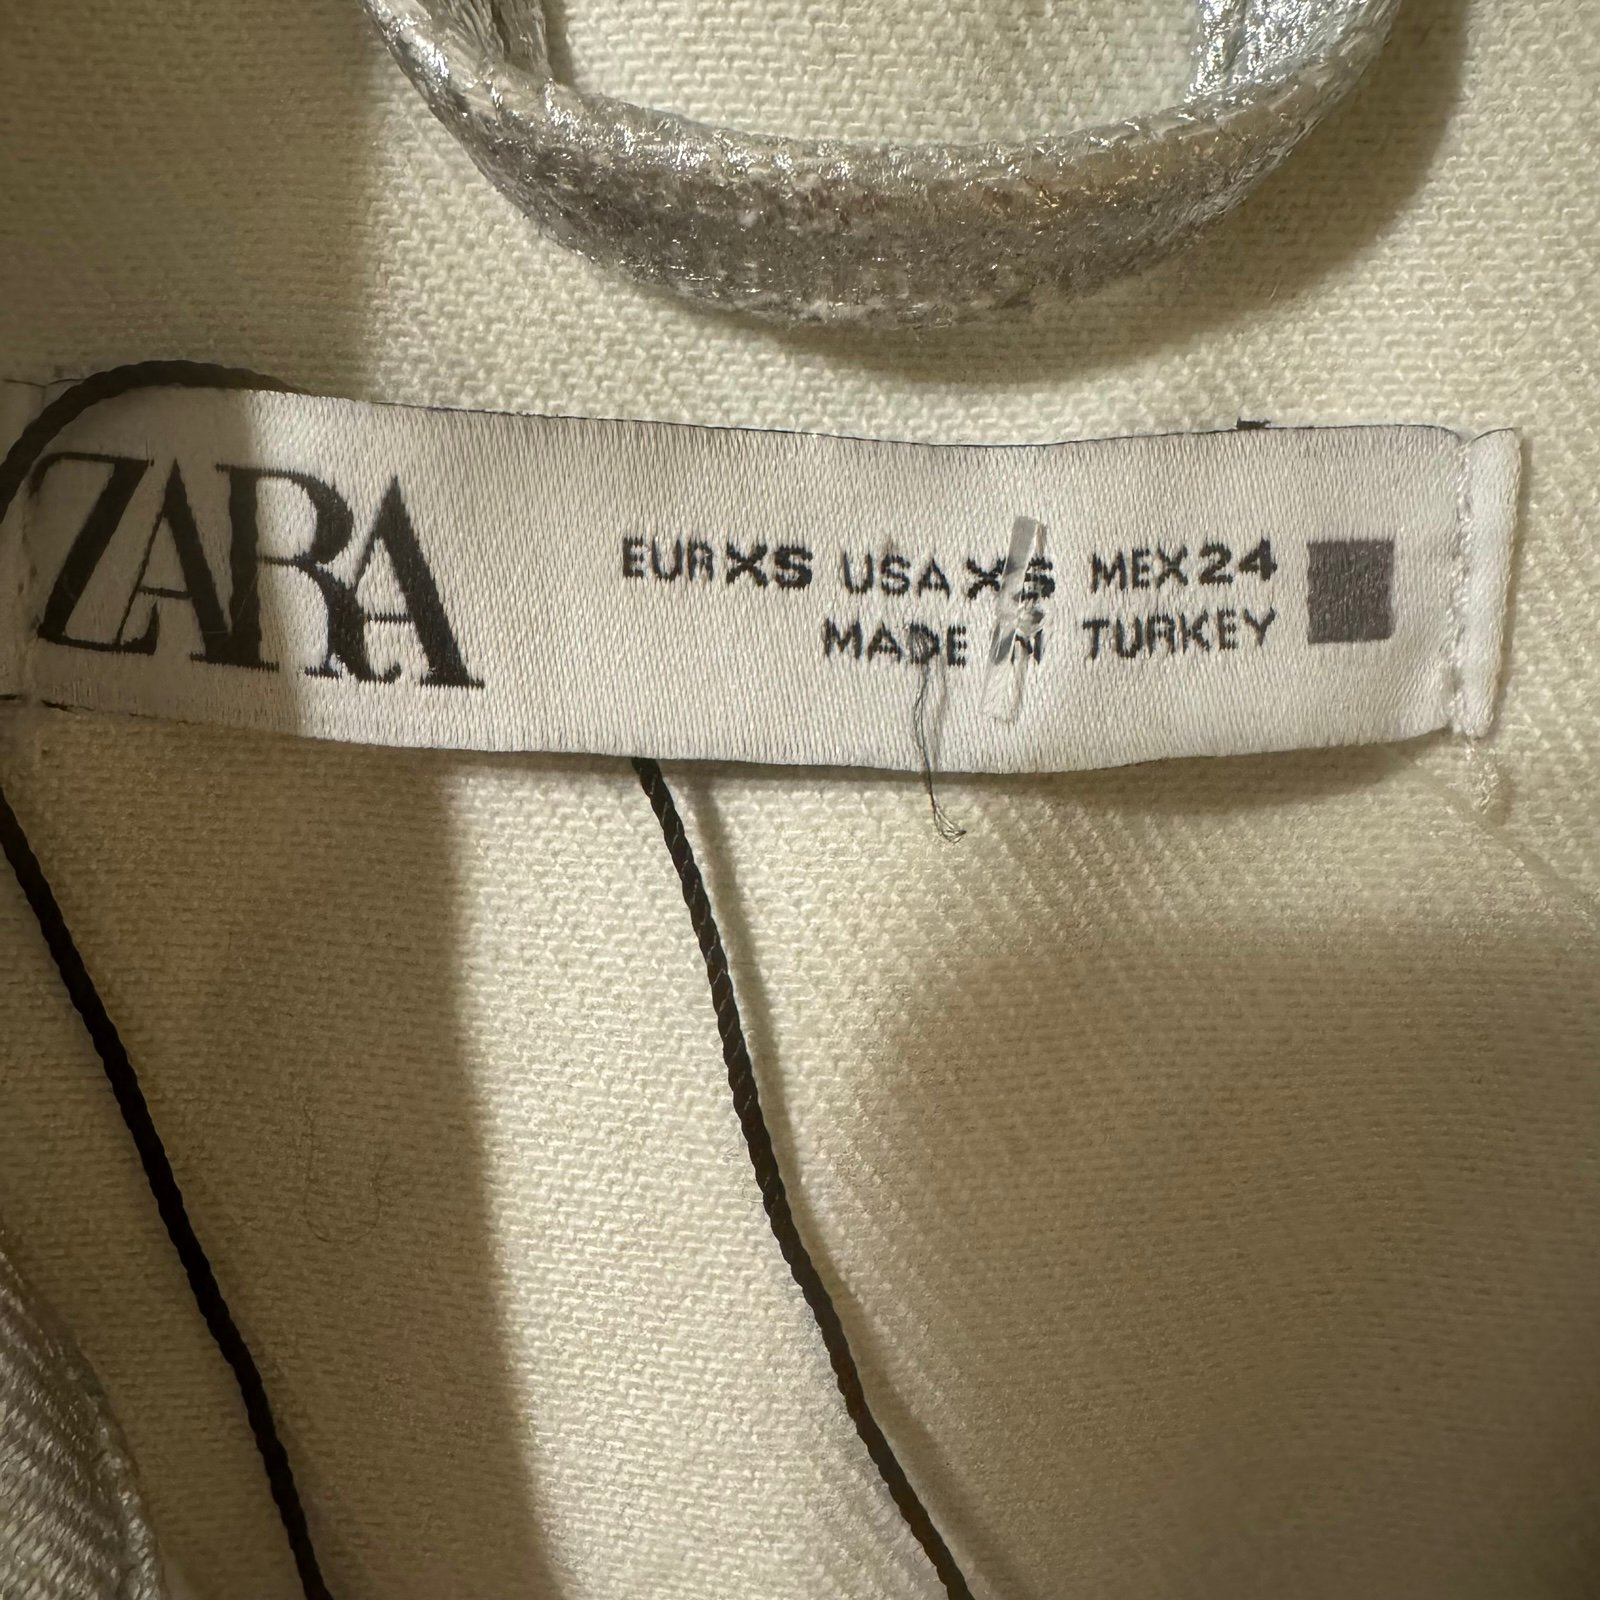 ZARA
EUR XS USA XS MEX 24
MADE IN TURKEY